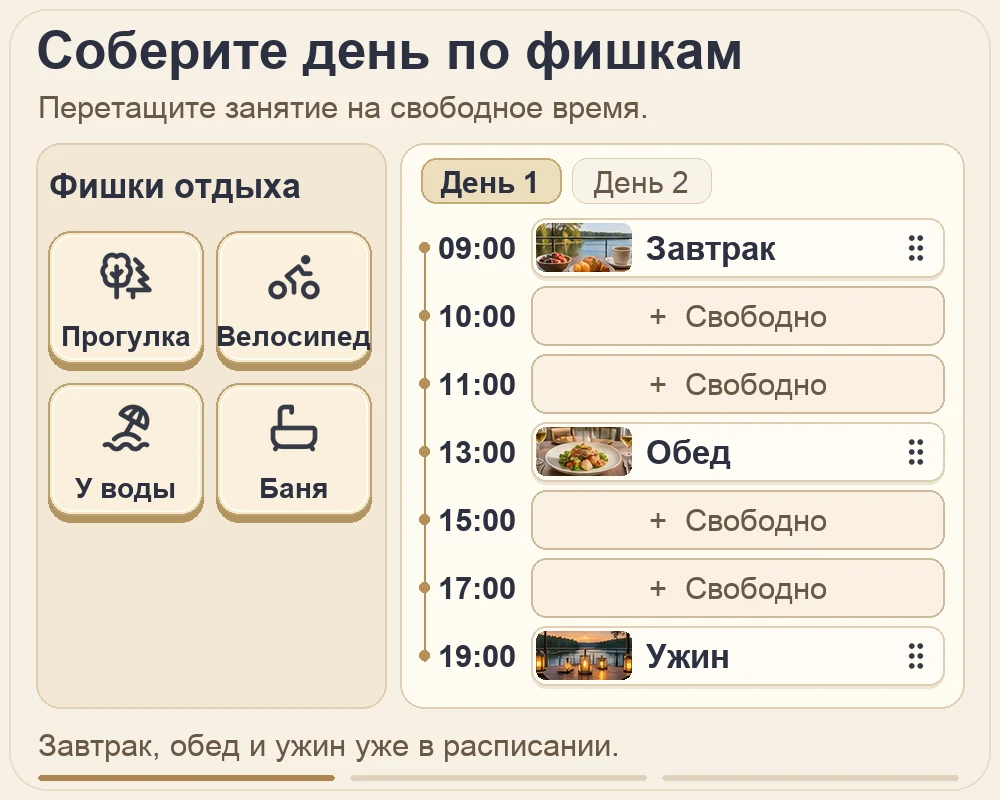 Соберите день по фишкам
Перетащите занятие на свободное время.
Фишки отдыха
Прогулка
Велосипед
У воды
Баня
День 1
День 2
09:00 Завтрак
10:00 + Свободно
11:00 + Свободно
13:00 Обед
15:00 + Свободно
17:00 + Свободно
19:00 Ужин
Завтрак, обед и ужин уже в расписании.